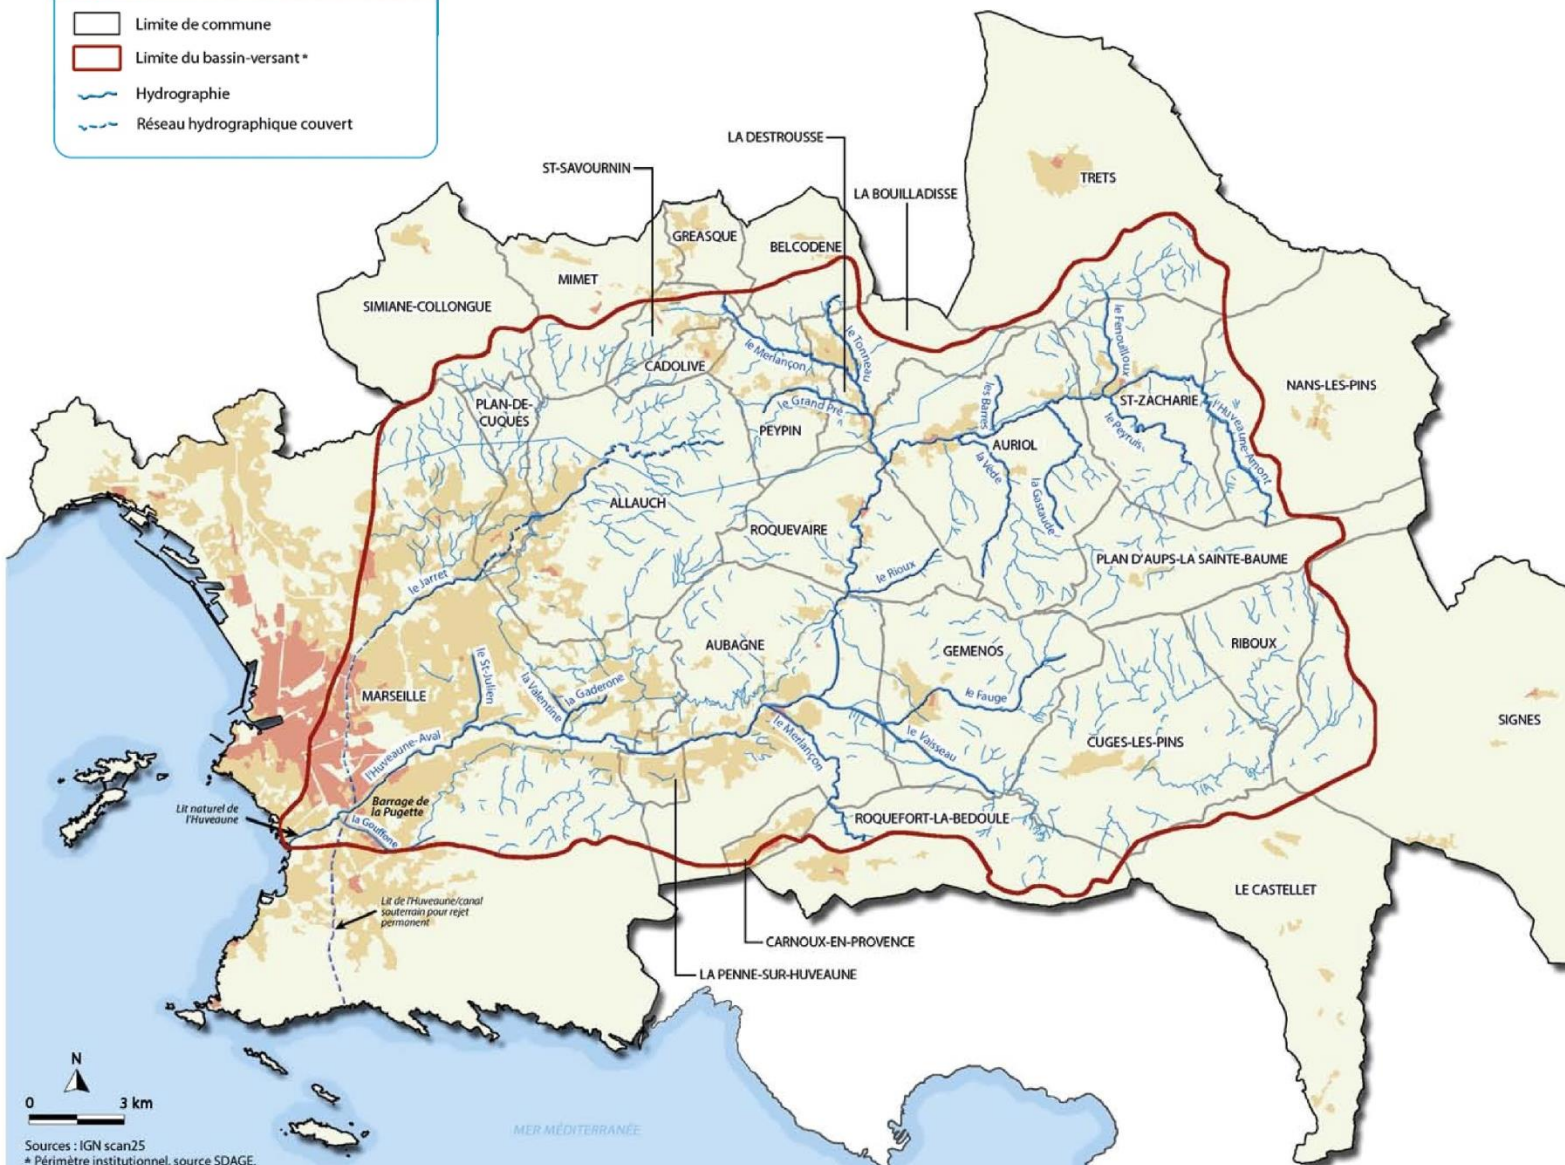 Limite de commune
Limite du bassin-versant *
Hydrographie
Réseau hydrographique couvert
LA DESTROUSSE
ST-SAVOURNIN
LA BOUILLADISSE
TRETS
GREASQUE
BELCODENE
MIMET
SIMIANE-COLLONGUE
le Fenouilloux
le Tonneau
le Merlançon
CADOLIVE
NANS-LES-PINS
PLAN-DE-
CUQUES
le Grand Pré
les Barres
ST-ZACHARIE
l'Huveaune-Amont
PEYPIN
AURIOL
le Peyruis
la Vède
la Gastaude
ALLAUCH
ROQUEVAIRE
PLAN D'AUPS-LA SAINTE-BAUME
le Jarret
le Rioux
AUBAGNE
GEMENOS
RIBOUX
le St-Julien
MARSEILLE
la Valentine
la Gaderone
le Fauge
SIGNES
l'Huveaune-Aval
le Merlançon
le Vaisseau
CUGES-LES-PINS
Lit naturel de
l'Huveaune
Barrage de
la Pugette
la Gouffone
ROQUEFORT-LA-BEDOULE
LE CASTELLET
Lit de l'Huveaune/canal
souterrain pour rejet
permanent
CARNOUX-EN-PROVENCE
LA PENNE-SUR-HUVEAUNE
N
0 3 km
MER MÉDITERRANÉE
Sources : IGN scan25
* Périmètre institutionnel, source SDAGE.